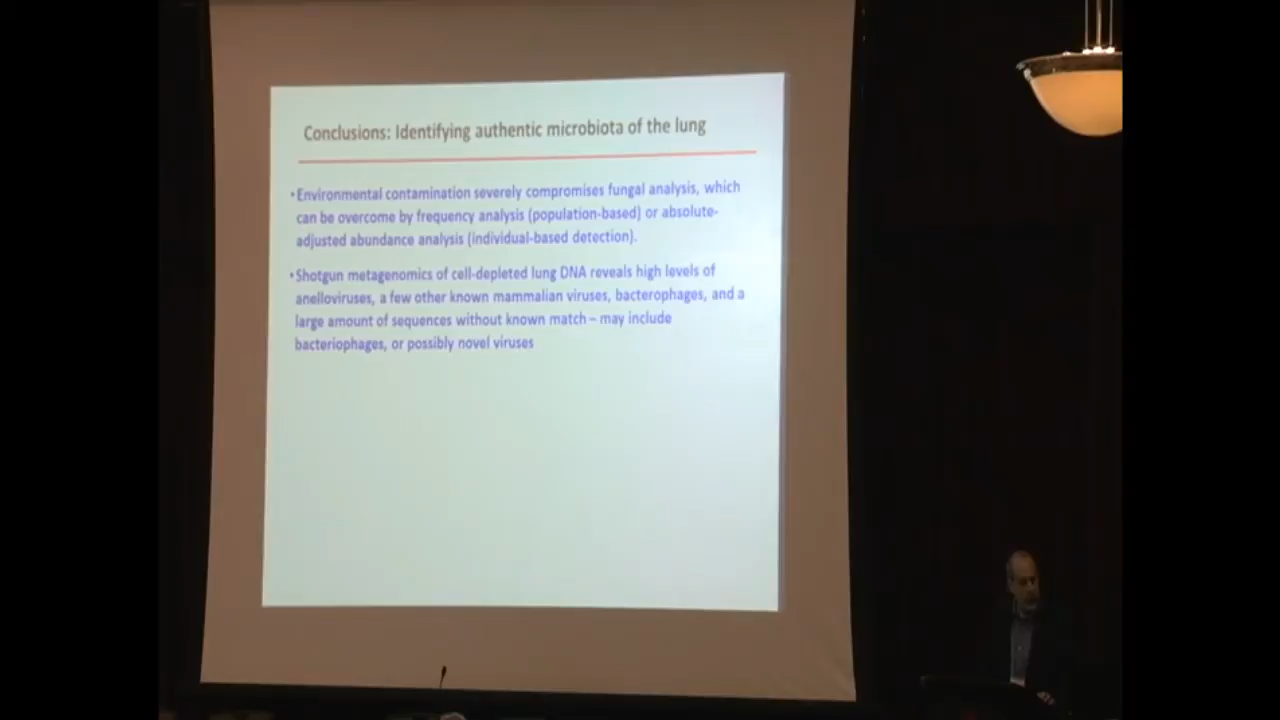 Conclusions: Identifying authentic microbiota of the lung
•Environmental contamination severely compromises fungal analysis, which
can be overcome by frequency analysis (population-based) or absolute-
adjusted abundance analysis (individual-based detection).
•Shotgun metagenomics of cell-depleted lung DNA reveals high levels of
anelloviruses, a few other known mammalian viruses, bacterophages, and a
large amount of sequences without known match – may include
bacteriophages, or possibly novel viruses